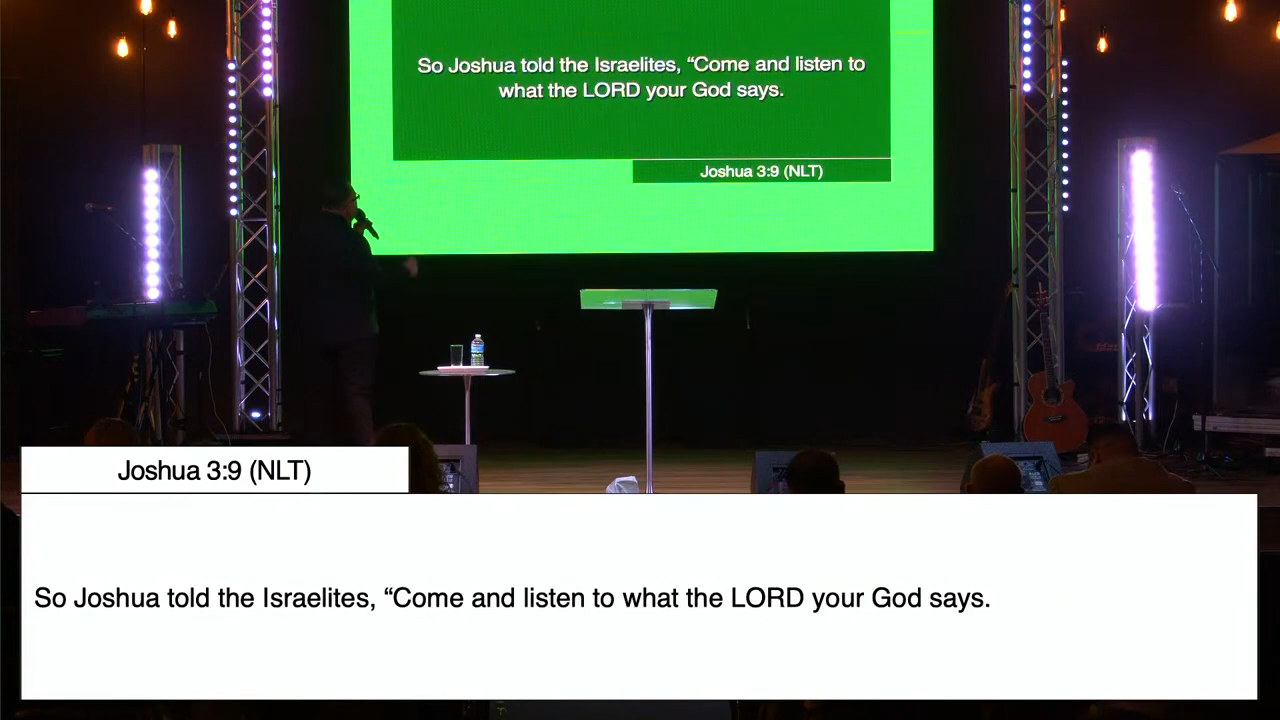 So Joshua told the Israelites, “Come and listen to
what the LORD your God says.
Joshua 3:9 (NLT)
Joshua 3:9 (NLT)
So Joshua told the Israelites, “Come and listen to what the LORD your God says.